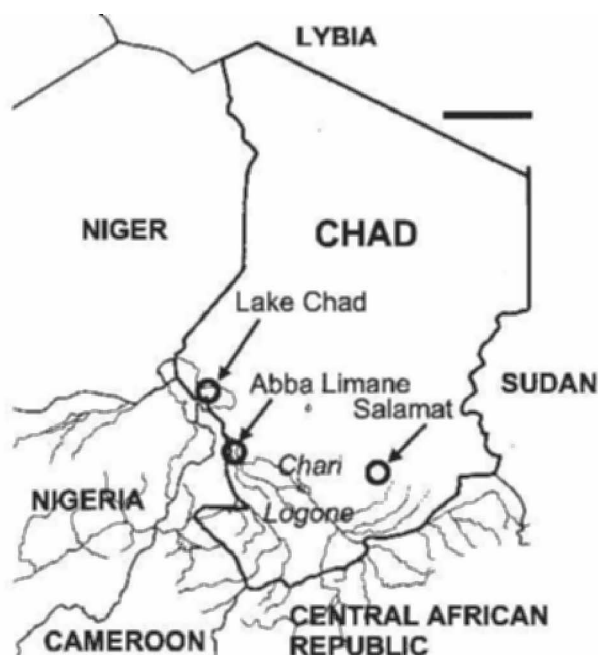 LYBIA
NIGER
CHAD
Lake Chad
Abba Limane
SUDAN
Salamat
Chari
NIGERIA
Logone
CENTRAL AFRICAN
REPUBLIC
CAMEROON